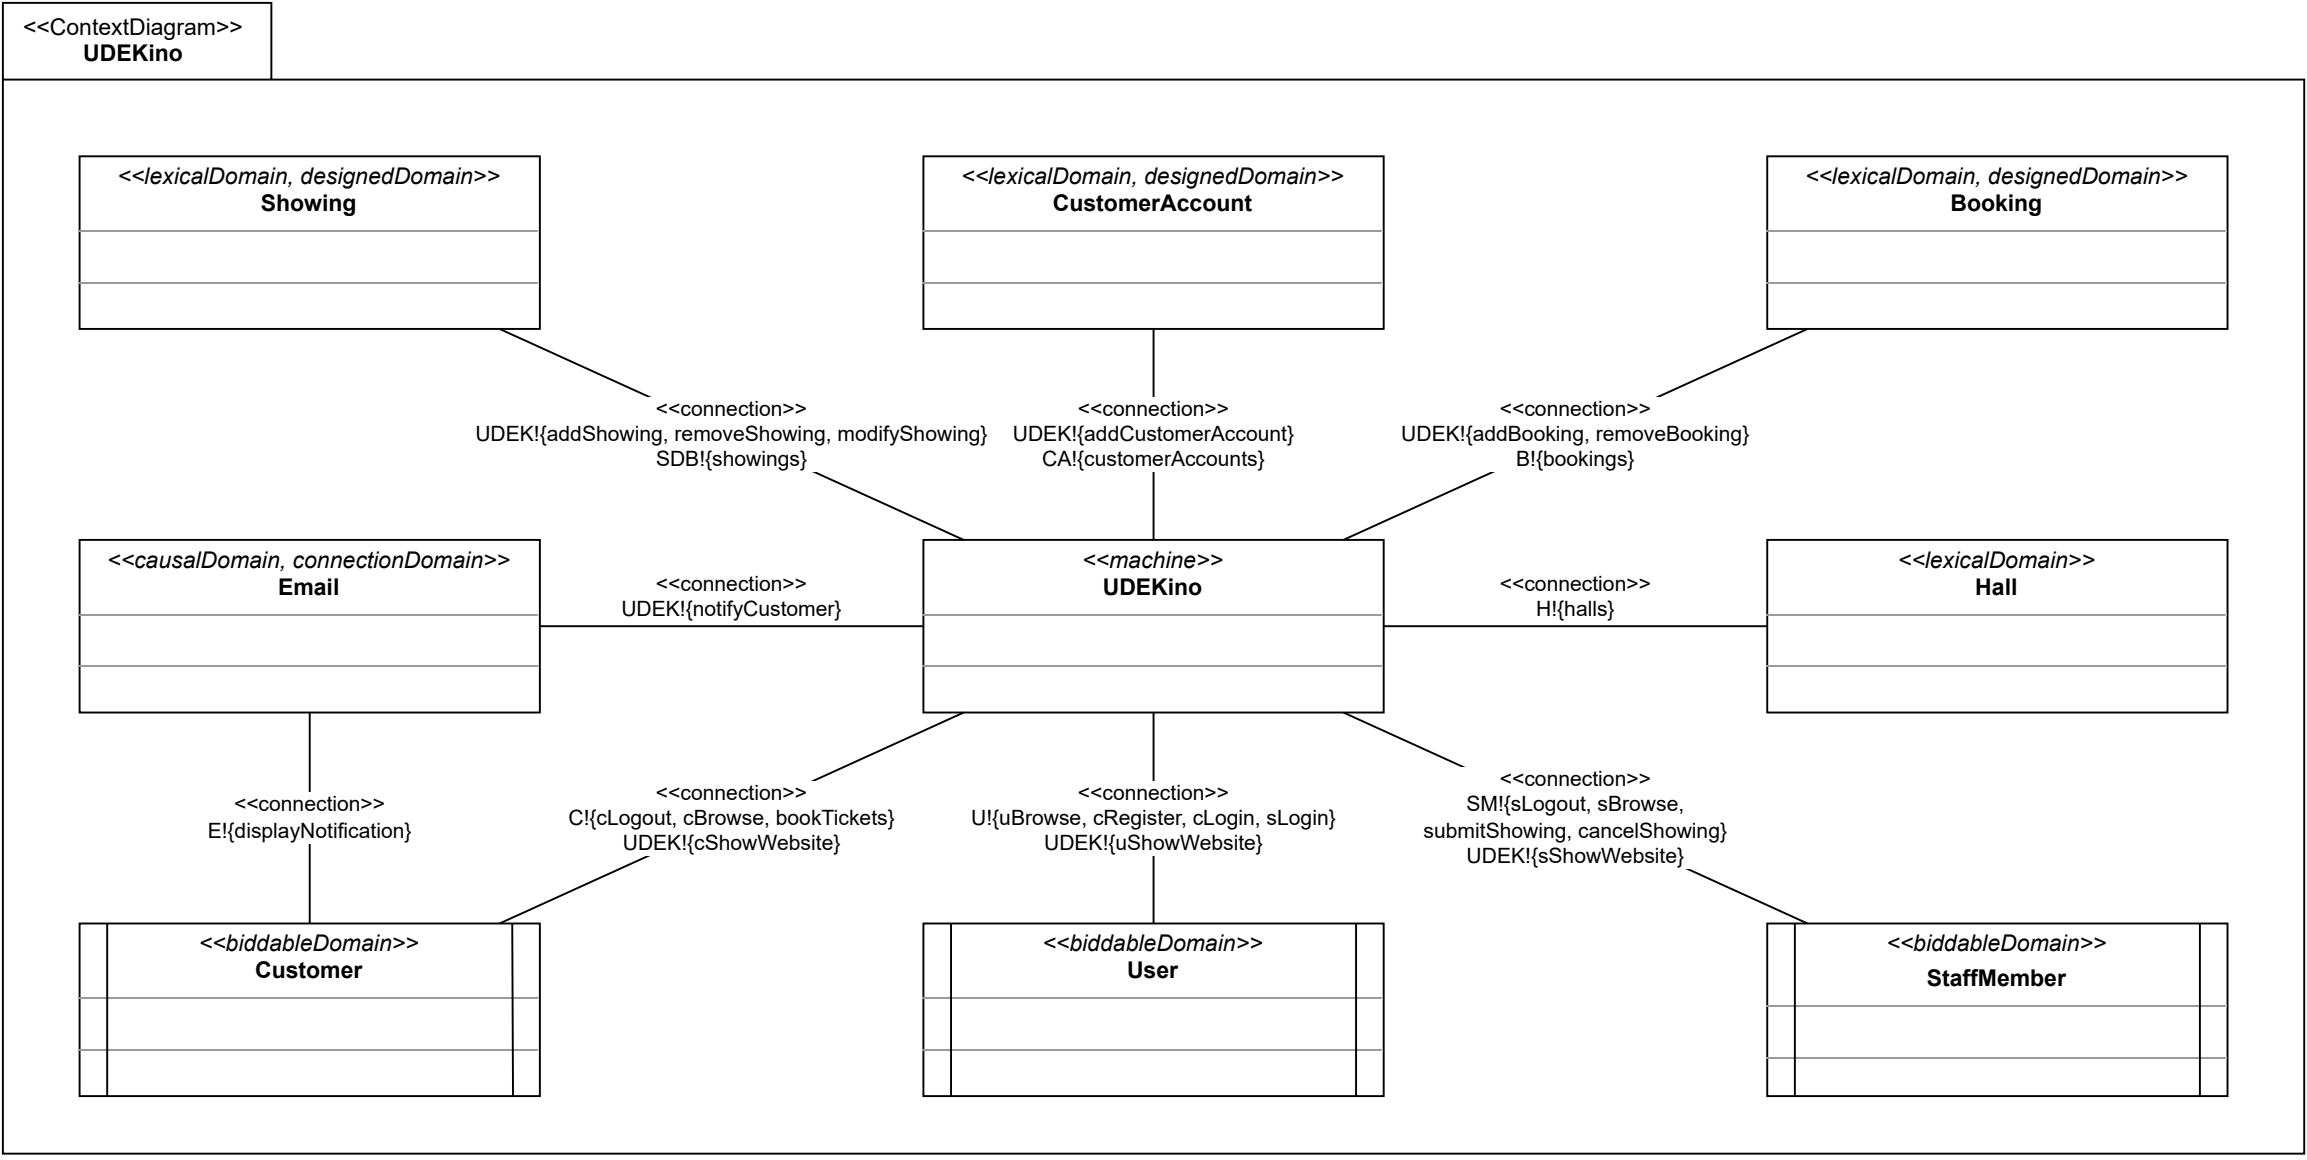 <<ContextDiagram>>
UDEKino
<<lexicalDomain, designedDomain>>
Showing
<<lexicalDomain, designedDomain>>
CustomerAccount
<<lexicalDomain, designedDomain>>
Booking
<<connection>>
UDEK!{addShowing, removeShowing, modifyShowing}
SDB!{showings}
<<connection>>
UDEK!{addCustomerAccount}
CA!{customerAccounts}
<<connection>>
UDEK!{addBooking, removeBooking}
B!{bookings}
<<causalDomain, connectionDomain>>
Email
<<connection>>
UDEK!{notifyCustomer}
<<machine>>
UDEKino
<<connection>>
H!{halls}
<<lexicalDomain>>
Hall
<<connection>>
E!{displayNotification}
<<connection>>
C!{cLogout, cBrowse, bookTickets}
UDEK!{cShowWebsite}
<<connection>>
U!{uBrowse, cRegister, cLogin, sLogin}
UDEK!{uShowWebsite}
<<connection>>
SM!{sLogout, sBrowse,
submitShowing, cancelShowing}
UDEK!{sShowWebsite}
<<biddableDomain>>
Customer
<<biddableDomain>>
User
<<biddableDomain>>
StaffMember